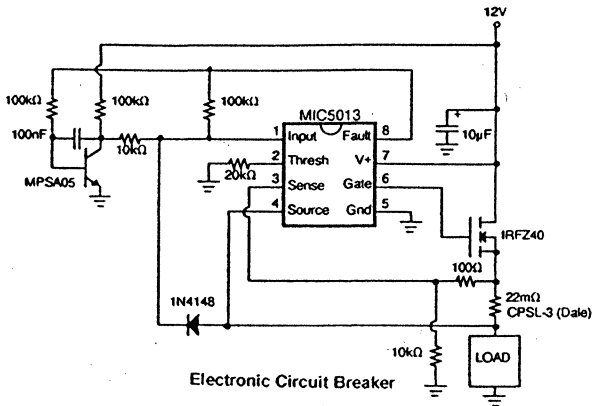 12V
100kΩ
100kΩ
100kΩ
100nF
10kΩ
MPSA05
MIC5013
1 Input Fault 8
2 Thresh V+ 7
3 Sense Gate 6
4 Source Gnd 5
20kΩ
+
10μF
IRFZ40
100Ω
22mΩ
CPSL-3 (Dale)
1N4148
10kΩ
LOAD
Electronic Circuit Breaker